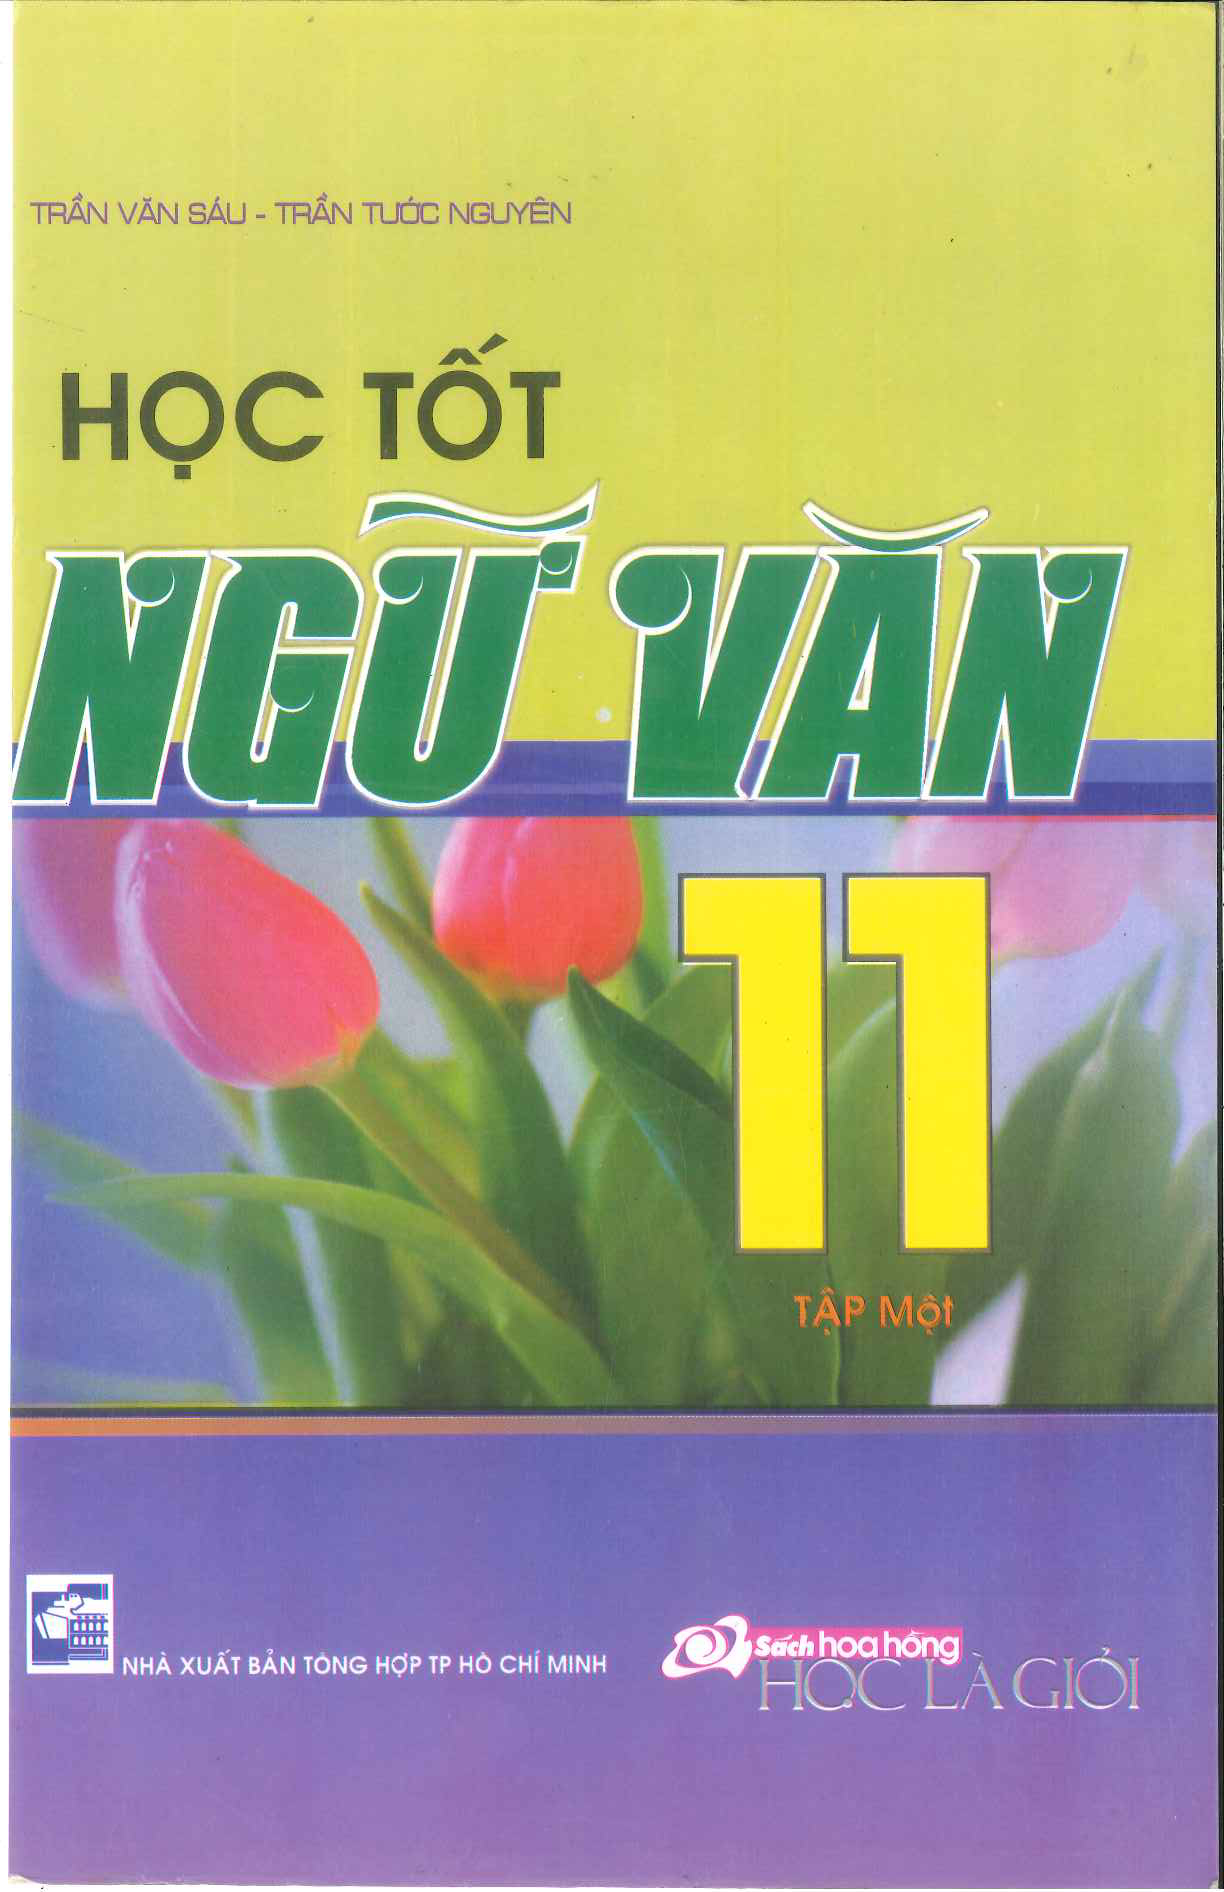 TRẦN VĂN SÁU - TRẦN TƯỚC NGUYÊN
HỌC TỐT
NGỮ VĂN
11
TẬP MỘT
NHÀ XUẤT BẢN TỔNG HỢP TP HỒ CHÍ MINH
Sách hoa hồng
HỌC LÀ GIỎI